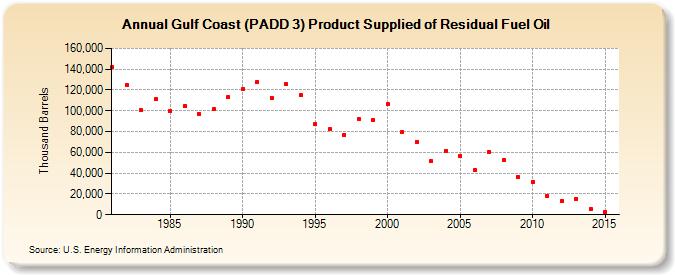 Annual Gulf Coast (PADD 3) Product Supplied of Residual Fuel Oil
Thousand Barrels
160,000
140,000
120,000
100,000
80,000
60,000
40,000
20,000
0
1985 1990 1995 2000 2005 2010 2015
Source: U.S. Energy Information Administration